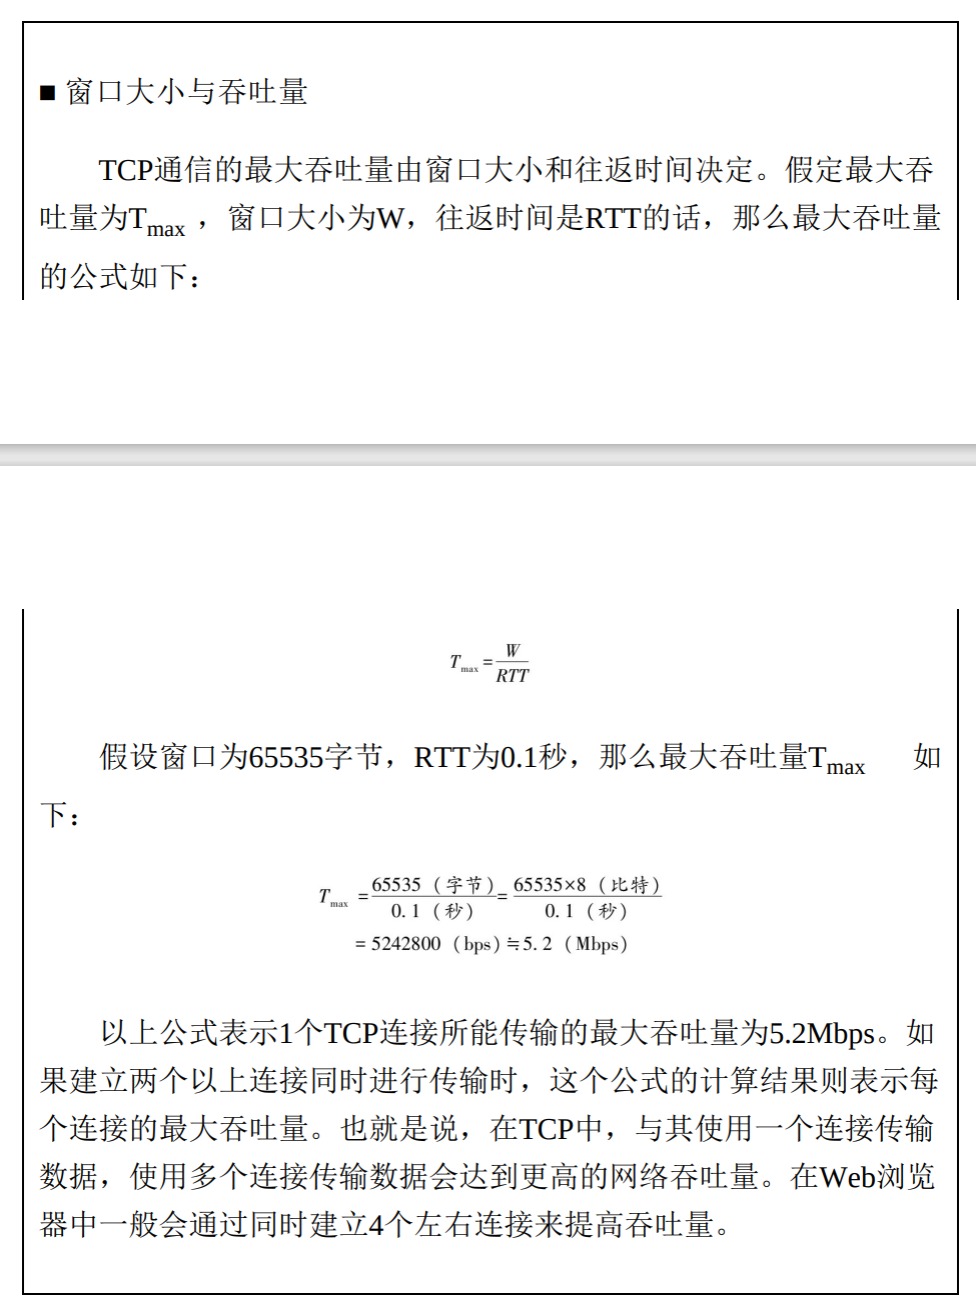 ■ 窗口大小与吞吐量
TCP通信的最大吞吐量由窗口大小和往返时间决定。假定最大吞
吐量为Tmax ，窗口大小为W，往返时间是RTT的话，那么最大吞吐量
的公式如下：
Tmax = W/RTT
假设窗口为65535字节，RTT为0.1秒，那么最大吞吐量Tmax 如
下：
Tmax = 65535（字节）/0.1（秒） = 65535×8（比特）/0.1（秒）
= 5242800（bps）≒5.2（Mbps）
以上公式表示1个TCP连接所能传输的最大吞吐量为5.2Mbps。如
果建立两个以上连接同时进行传输时，这个公式的计算结果则表示每
个连接的最大吞吐量。也就是说，在TCP中，与其使用一个连接传输
数据，使用多个连接传输数据会达到更高的网络吞吐量。在Web浏览
器中一般会通过同时建立4个左右连接来提高吞吐量。